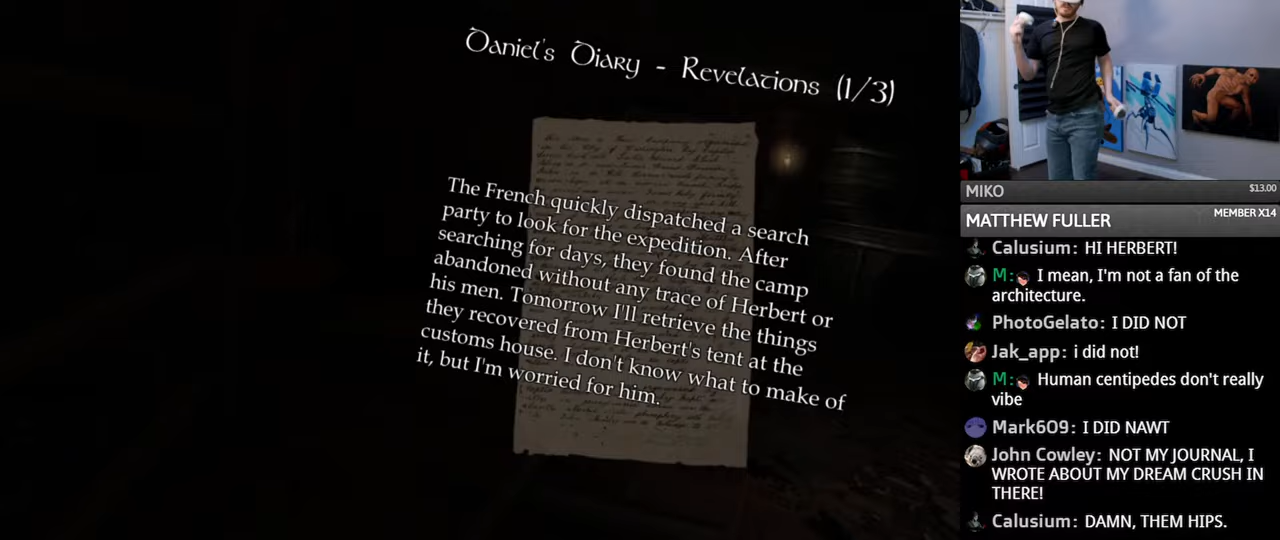 Daniel's Diary - Revelations (1/3)
The French quickly dispatched a search
party to look for the expedition. After
searching for days, they found the camp
abandoned without any trace of Herbert or
his men. Tomorrow I'll retrieve the things
they recovered from Herbert's tent at the
customs house. I don't know what to make of
it, but I'm worried for him.
MIKO
$13.00
MATTHEW FULLER
MEMBER X14
Calusium: HI HERBERT!
M: I mean, I'm not a fan of the
architecture.
PhotoGelato: I DID NOT
Jak_app: i did not!
M: Human centipedes don't really
vibe
Mark609: I DID NAWT
John Cowley: NOT MY JOURNAL, I
WROTE ABOUT MY DREAM CRUSH IN
THERE!
Calusium: DAMN, THEM HIPS.